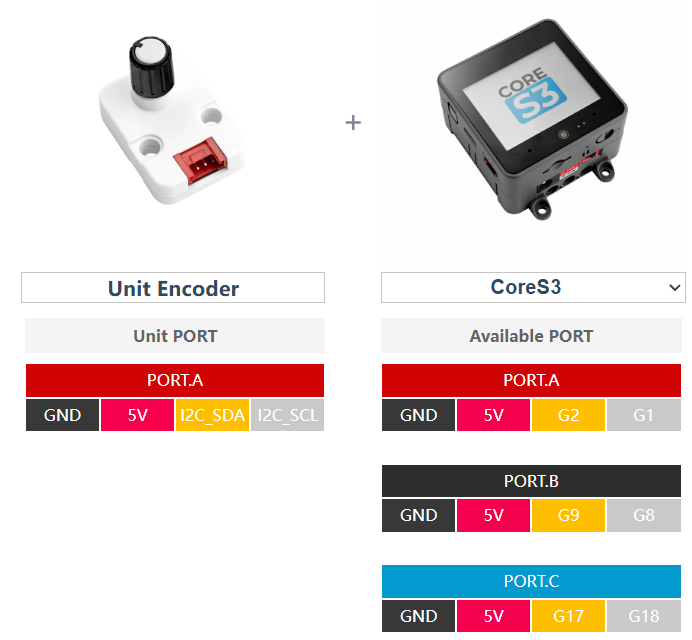 CORE
S3
+
Unit Encoder
CoreS3
Unit PORT
Available PORT
PORT.A
GND 5V I2C_SDA I2C_SCL
PORT.A
GND 5V G2 G1
PORT.B
GND 5V G9 G8
PORT.C
GND 5V G17 G18